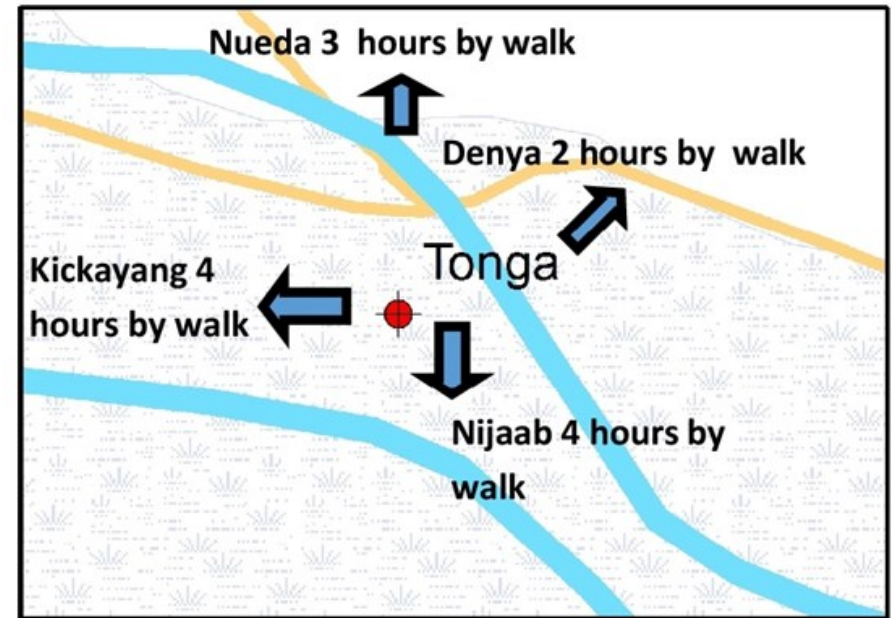 Nueda 3 hours by walk
Denya 2 hours by walk
Tonga
Kickayang 4
hours by walk
Nijaab 4 hours by
walk